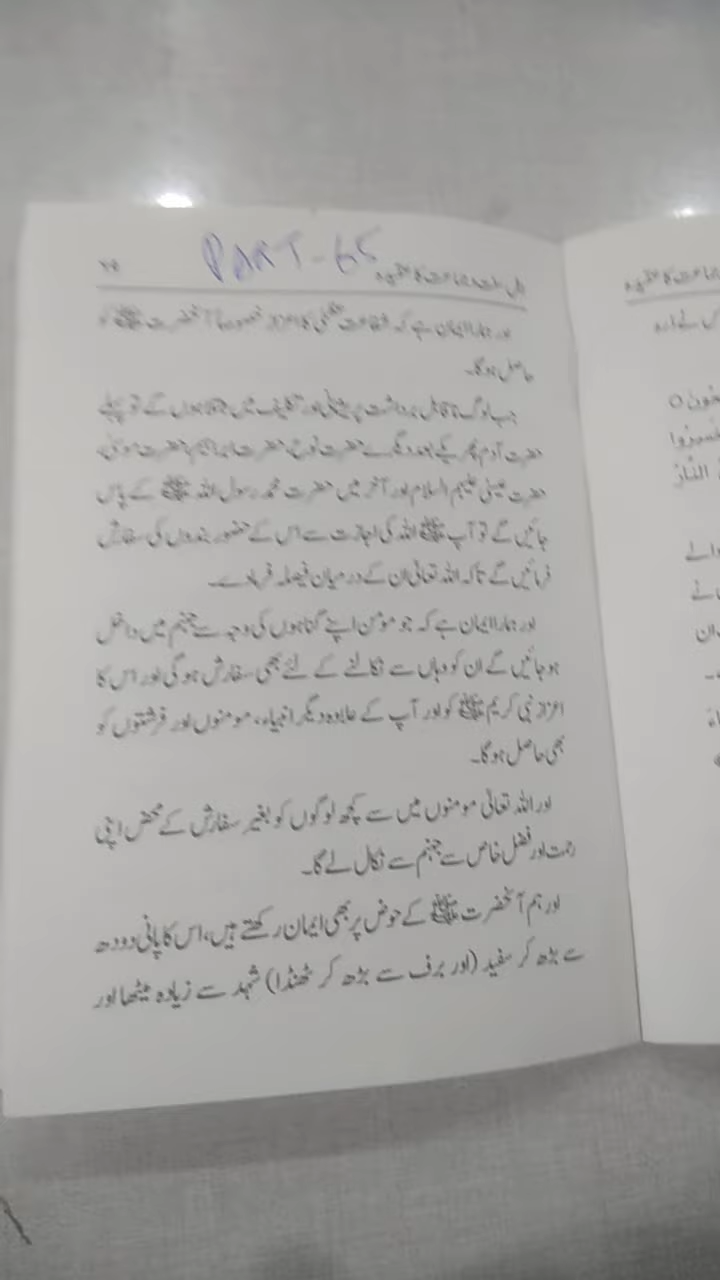 اہل سنت و جماعت کا عقیدہ
PART-65
اور ہمارا ایمان ہے کہ شفاعت عظمٰی کا اعزاز خصوصاً آنحضرت ﷺ کو
حاصل ہوگا۔
جب لوگ ناقابل برداشت پریشانی اور تکلیف میں مبتلا ہوں گے تو پہلے
حضرت آدم پھر یکے بعد دیگرے حضرت نوح، حضرت ابراہیم، حضرت موسیٰ،
حضرت عیسیٰ علیہم السلام اور آخر میں حضرت محمد رسول اللہ ﷺ کے پاس
جائیں گے تو آپ ﷺ اللہ کی اجازت سے اس کے حضور بندوں کی سفارش
فرمائیں گے تاکہ اللہ تعالیٰ ان کے درمیان فیصلہ فرمادے۔
اور ہمارا ایمان ہے کہ جو مومن اپنے گناہوں کی وجہ سے جہنم میں داخل
ہوجائیں گے ان کو وہاں سے نکالنے کے لئے بھی سفارش ہوگی اور اس کا
اعزاز نبی کریم ﷺ کو اور آپ کے علاوہ دیگر انبیاء، مومنوں اور فرشتوں کو
بھی حاصل ہوگا۔
اور اللہ تعالیٰ مومنوں میں سے کچھ لوگوں کو بغیر سفارش کے محض اپنی
رحمت اور فضل خاص سے جہنم سے نکال لے گا۔
اور ہم آنحضرت ﷺ کے حوض پر بھی ایمان رکھتے ہیں، اس کا پانی دودھ
سے بڑھ کر سفید (اور برف سے بڑھ کر ٹھنڈا) شہد سے زیادہ میٹھا اور